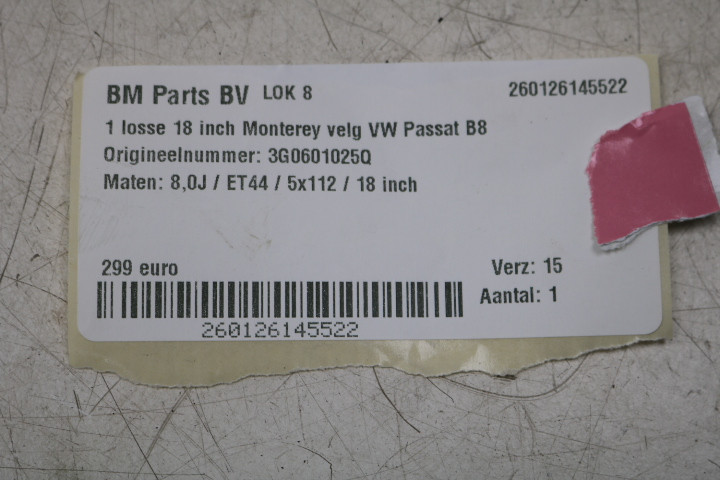 BM Parts BV LOK 8 260126145522
1 losse 18 inch Monterey velg VW Passat B8
Origineelnummer: 3G0601025Q
Maten: 8,0J / ET44 / 5x112 / 18 inch
299 euro Verz: 15
Aantal: 1
260126145522